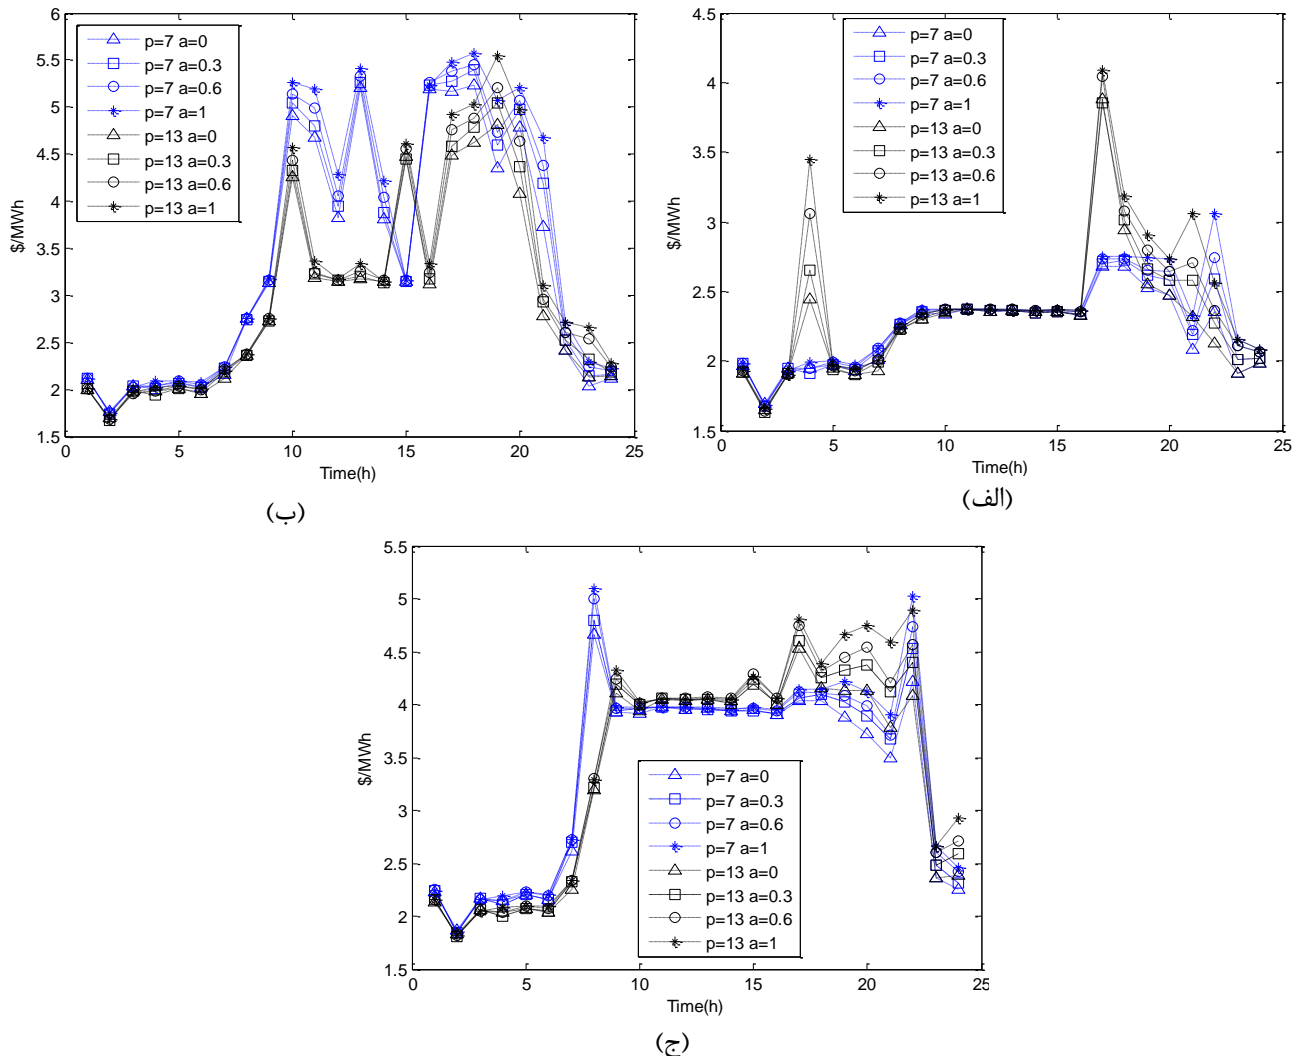 6
5.5
5
4.5
4
3.5
3
2.5
2
1.5
$/MWh
p=7 a=0
p=7 a=0.3
p=7 a=0.6
p=7 a=1
p=13 a=0
p=13 a=0.3
p=13 a=0.6
p=13 a=1
0 5 10 15 20 25
Time(h)
(ب)
4.5
4
3.5
3
2.5
2
1.5
$/MWh
p=7 a=0
p=7 a=0.3
p=7 a=0.6
p=7 a=1
p=13 a=0
p=13 a=0.3
p=13 a=0.6
p=13 a=1
0 5 10 15 20 25
Time(h)
(الف)
5.5
5
4.5
4
3.5
3
2.5
2
1.5
$/MWh
p=7 a=0
p=7 a=0.3
p=7 a=0.6
p=7 a=1
p=13 a=0
p=13 a=0.3
p=13 a=0.6
p=13 a=1
0 5 10 15 20 25
Time(h)
(ج)